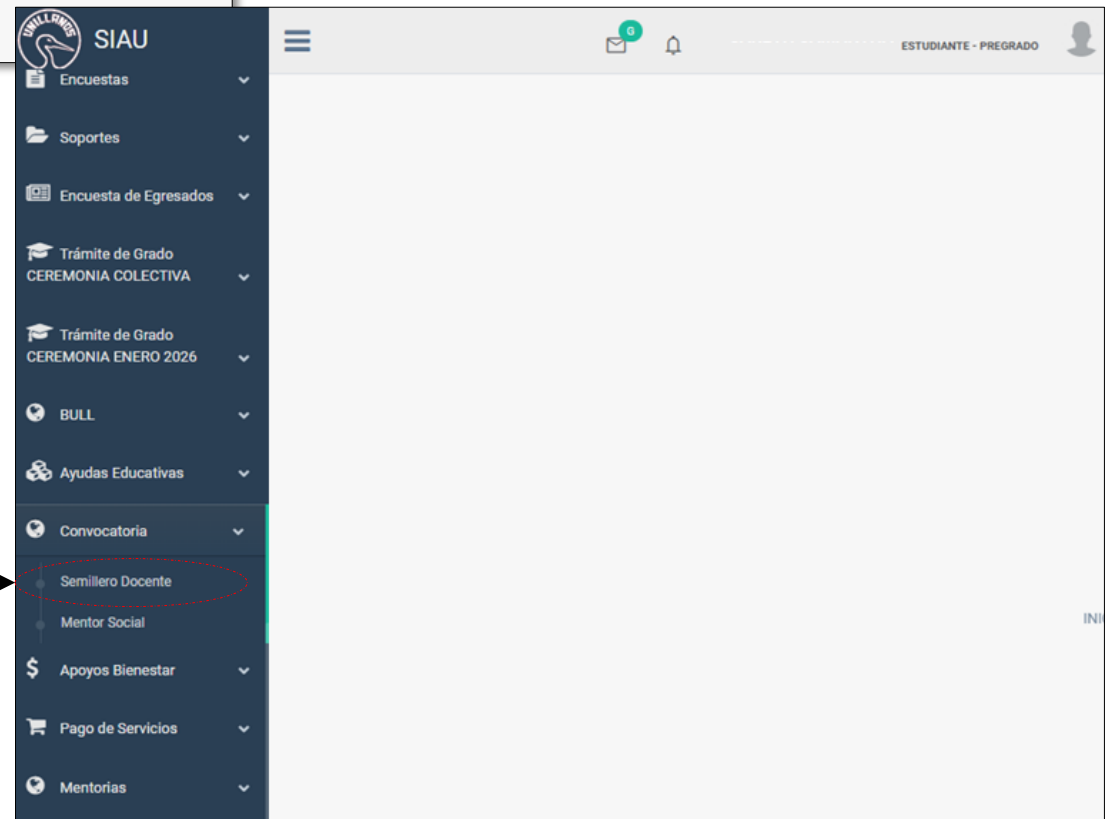 UNILLANOS
SIAU
G
ESTUDIANTE - PREGRADO
Encuestas
Soportes
Encuesta de Egresados
Trámite de Grado
CEREMONIA COLECTIVA
Trámite de Grado
CEREMONIA ENERO 2026
BULL
Ayudas Educativas
Convocatoria
Semillero Docente
Mentor Social
INI
$ Apoyos Bienestar
Pago de Servicios
Mentorias